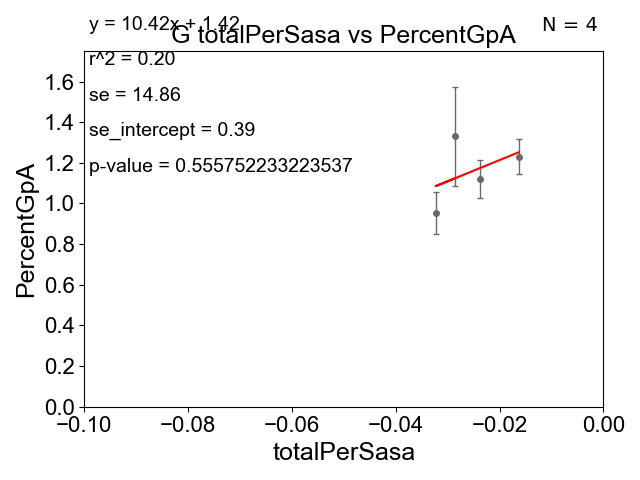 y = 10.42x + 1.42
N = 4
G totalPerSasa vs PercentGpA
r^2 = 0.20
se = 14.86
se_intercept = 0.39
p-value = 0.555752233223537
PercentGpA
1.6
1.4
1.2
1.0
0.8
0.6
0.4
0.2
0.0
−0.10 −0.08 −0.06 −0.04 −0.02 0.00
totalPerSasa